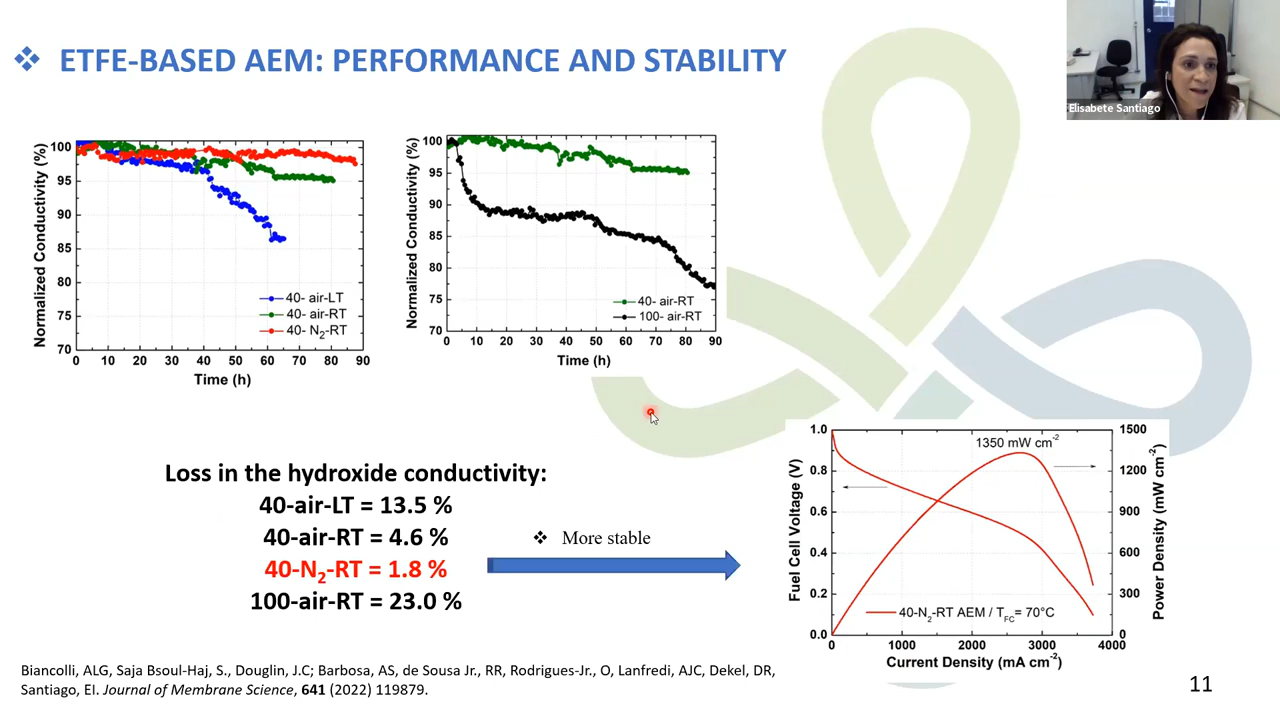 ❖ ETFE-BASED AEM: PERFORMANCE AND STABILITY
Elisabete Santiago
Normalized Conductivity (%)
100
95
90
85
80
75
70
0 10 20 30 40 50 60 70 80 90
Time (h)
40- air-LT
40- air-RT
40- N₂-RT
Normalized Conductivity (%)
100
95
90
85
80
75
70
0 10 20 30 40 50 60 70 80 90
Time (h)
40- air-RT
100- air-RT
Loss in the hydroxide conductivity:
40-air-LT = 13.5 %
40-air-RT = 4.6 %
40-N₂-RT = 1.8 %
100-air-RT = 23.0 %
❖ More stable
Fuel Cell Voltage (V)
1.0
0.8
0.6
0.4
0.2
0.0
1350 mW cm⁻²
40-N₂-RT AEM / T_FC= 70°C
0 1000 2000 3000 4000
Current Density (mA cm⁻²)
1500
1200
900
600
300
0
Power Density (mW cm⁻²)
Biancolli, ALG, Saja Bsoul-Haj, S., Douglin, J.C; Barbosa, AS, de Sousa Jr., RR, Rodrigues-Jr., O, Lanfredi, AJC, Dekel, DR,
Santiago, EI. Journal of Membrane Science, 641 (2022) 119879.
11